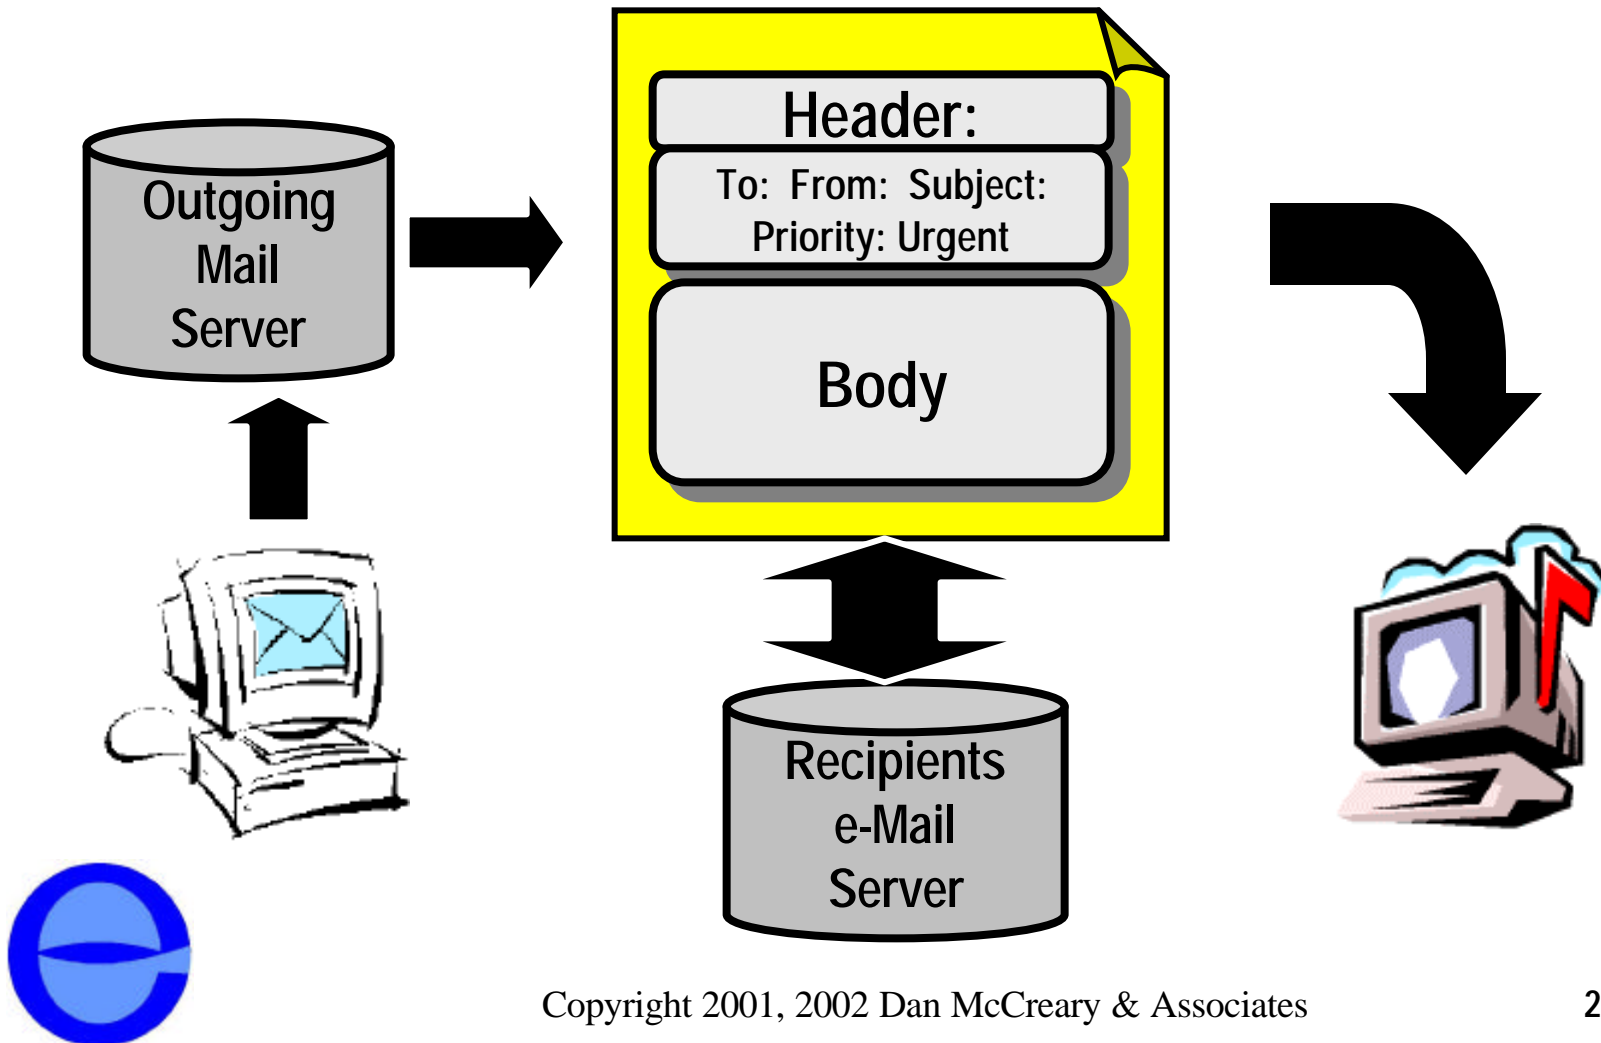 Header:
To: From: Subject:
Priority: Urgent
Body
Outgoing
Mail
Server
Recipients
e-Mail
Server
Copyright 2001, 2002 Dan McCreary & Associates
2